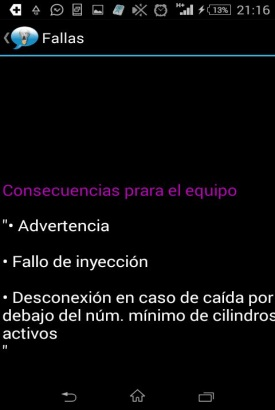 13% 21:16
Fallas
Consecuencias prara el equipo
"• Advertencia
• Fallo de inyección
• Desconexión en caso de caída por
debajo del núm. mínimo de cilindros
activos
"